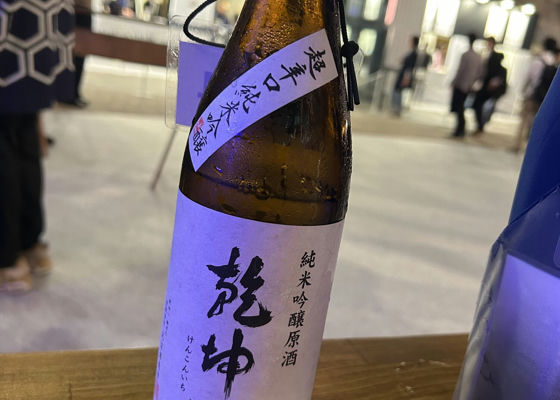 超辛口 純米吟醸
純米吟醸原酒
乾坤
けんこんいち